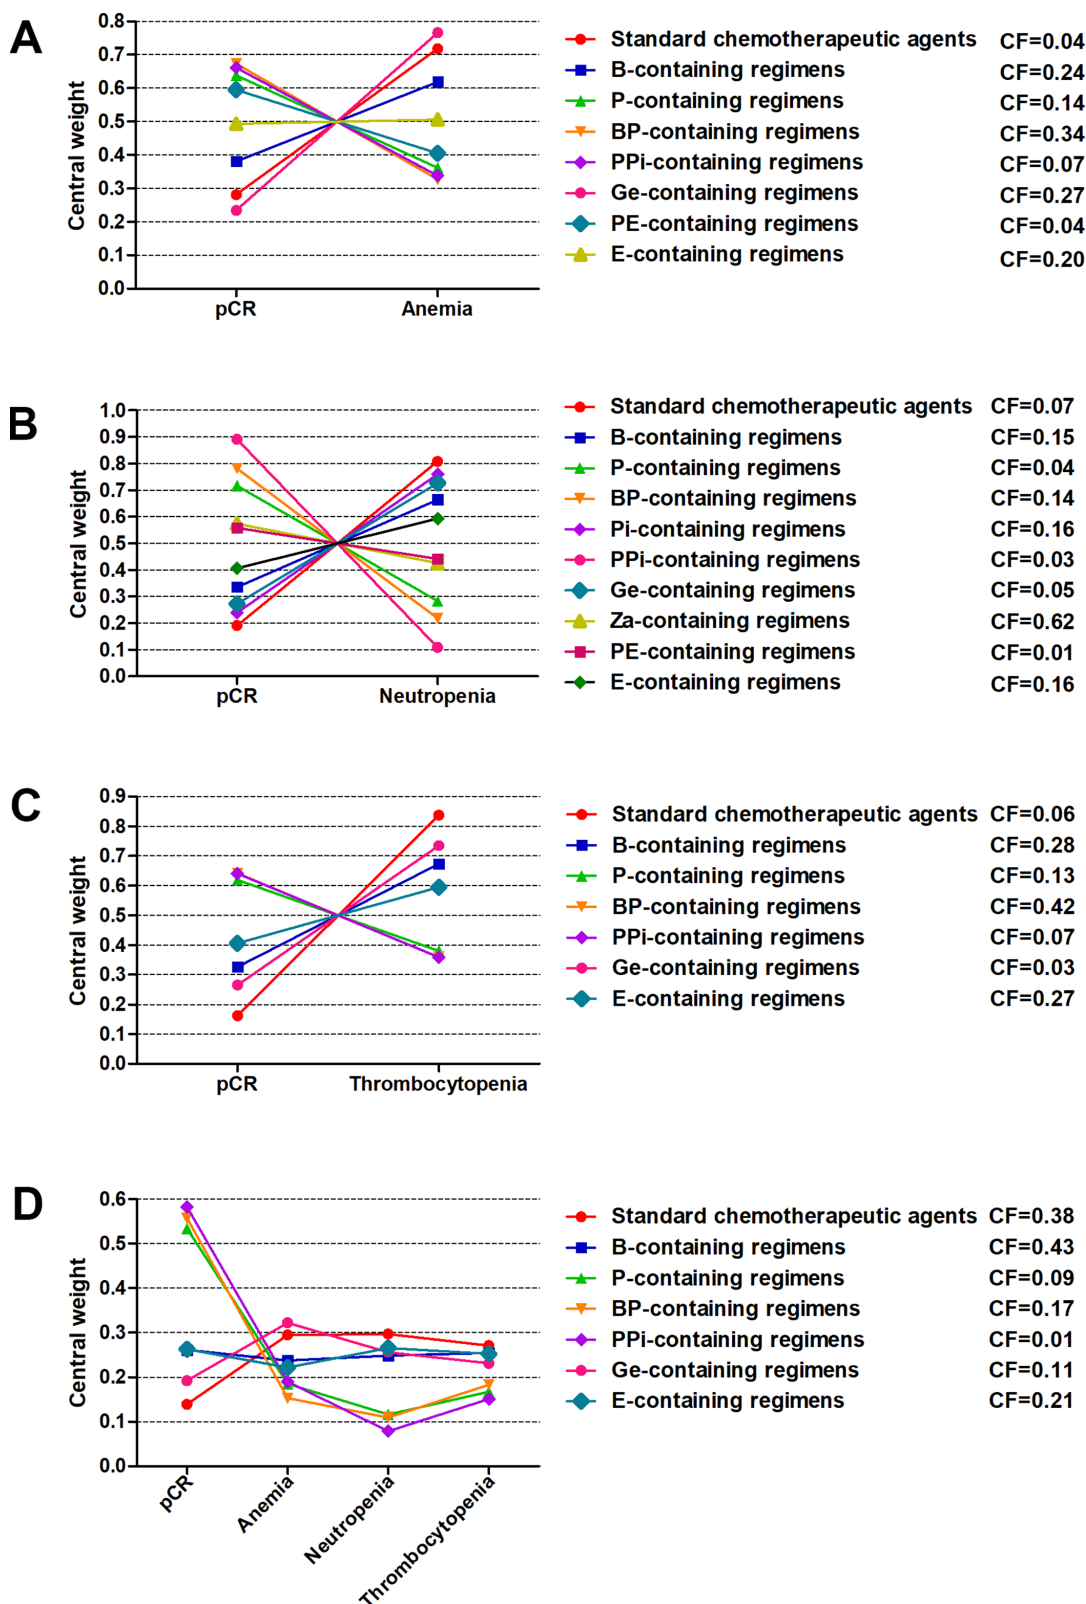 A
Central weight
0.8
0.7
0.6
0.5
0.4
0.3
0.2
0.1
0.0
pCR
Anemia
Standard chemotherapeutic agents CF=0.04
B-containing regimens CF=0.24
P-containing regimens CF=0.14
BP-containing regimens CF=0.34
PPi-containing regimens CF=0.07
Ge-containing regimens CF=0.27
PE-containing regimens CF=0.04
E-containing regimens CF=0.20
B
Central weight
1.0
0.9
0.8
0.7
0.6
0.5
0.4
0.3
0.2
0.1
0.0
pCR
Neutropenia
Standard chemotherapeutic agents CF=0.07
B-containing regimens CF=0.15
P-containing regimens CF=0.04
BP-containing regimens CF=0.14
Pi-containing regimens CF=0.16
PPi-containing regimens CF=0.03
Ge-containing regimens CF=0.05
Za-containing regimens CF=0.62
PE-containing regimens CF=0.01
E-containing regimens CF=0.16
C
Central weight
0.9
0.8
0.7
0.6
0.5
0.4
0.3
0.2
0.1
0.0
pCR
Thrombocytopenia
Standard chemotherapeutic agents CF=0.06
B-containing regimens CF=0.28
P-containing regimens CF=0.13
BP-containing regimens CF=0.42
PPi-containing regimens CF=0.07
Ge-containing regimens CF=0.03
E-containing regimens CF=0.27
D
Central weight
0.6
0.5
0.4
0.3
0.2
0.1
0.0
pCR
Anemia
Neutropenia
Thrombocytopenia
Standard chemotherapeutic agents CF=0.38
B-containing regimens CF=0.43
P-containing regimens CF=0.09
BP-containing regimens CF=0.17
PPi-containing regimens CF=0.01
Ge-containing regimens CF=0.11
E-containing regimens CF=0.21